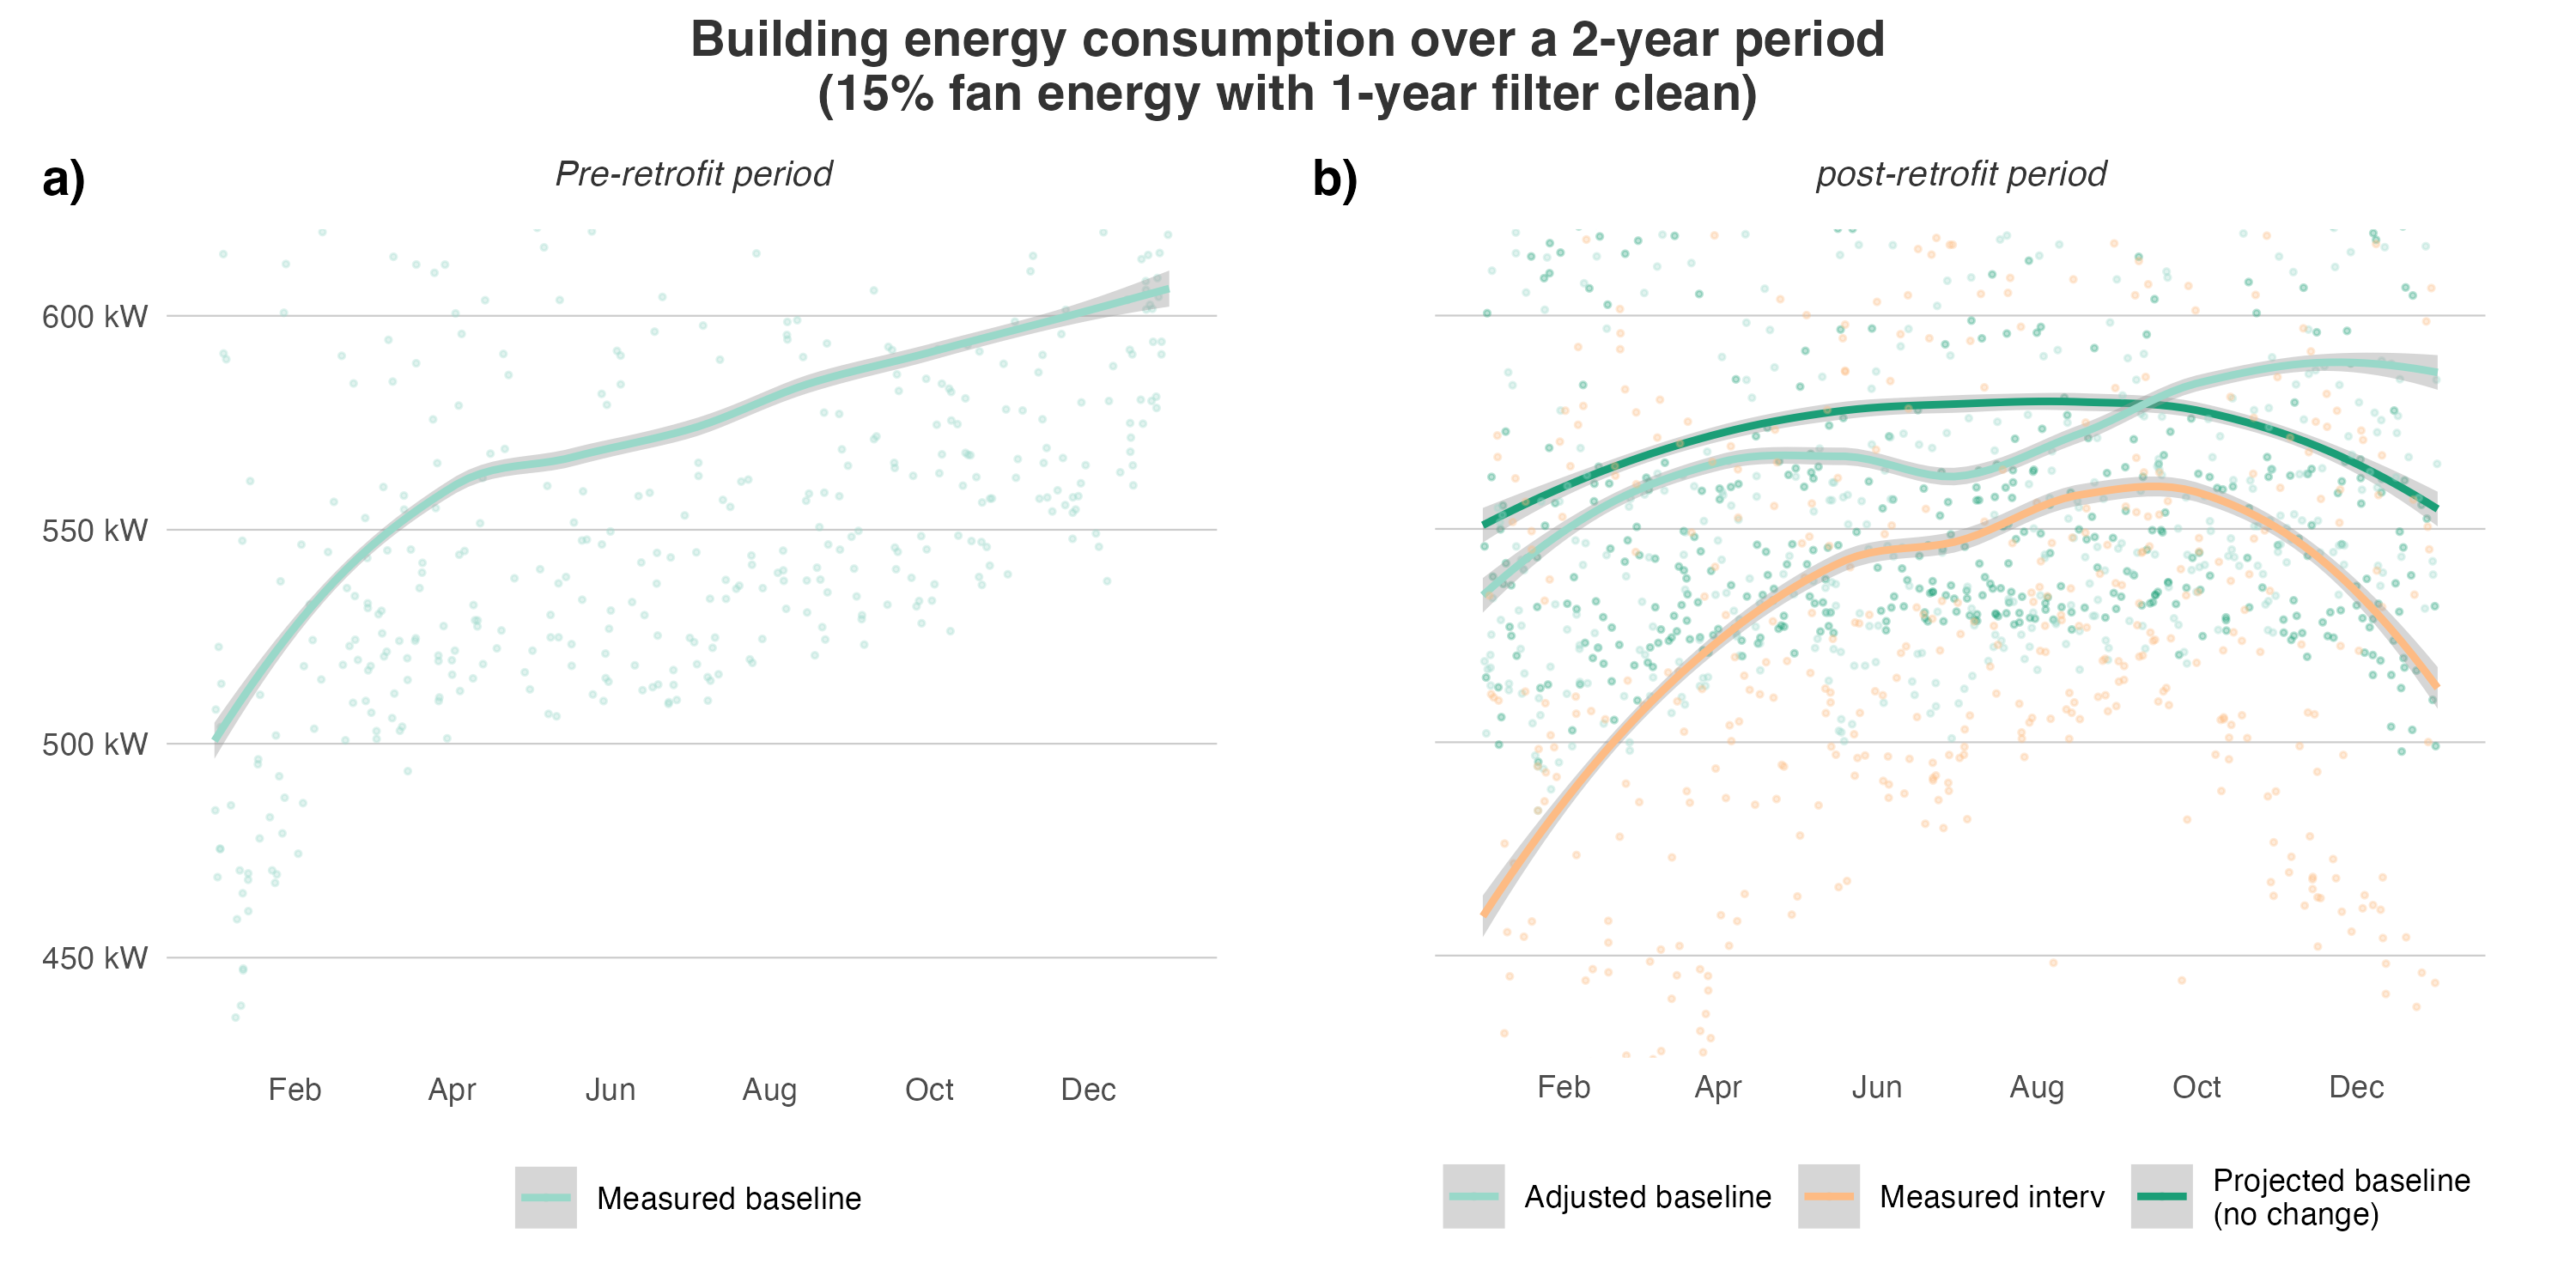 Building energy consumption over a 2-year period
(15% fan energy with 1-year filter clean)
a)
Pre-retrofit period
600 kW
550 kW
500 kW
450 kW
Feb Apr Jun Aug Oct Dec
Measured baseline
b)
post-retrofit period
Feb Apr Jun Aug Oct Dec
Adjusted baseline
Measured interv
Projected baseline
(no change)